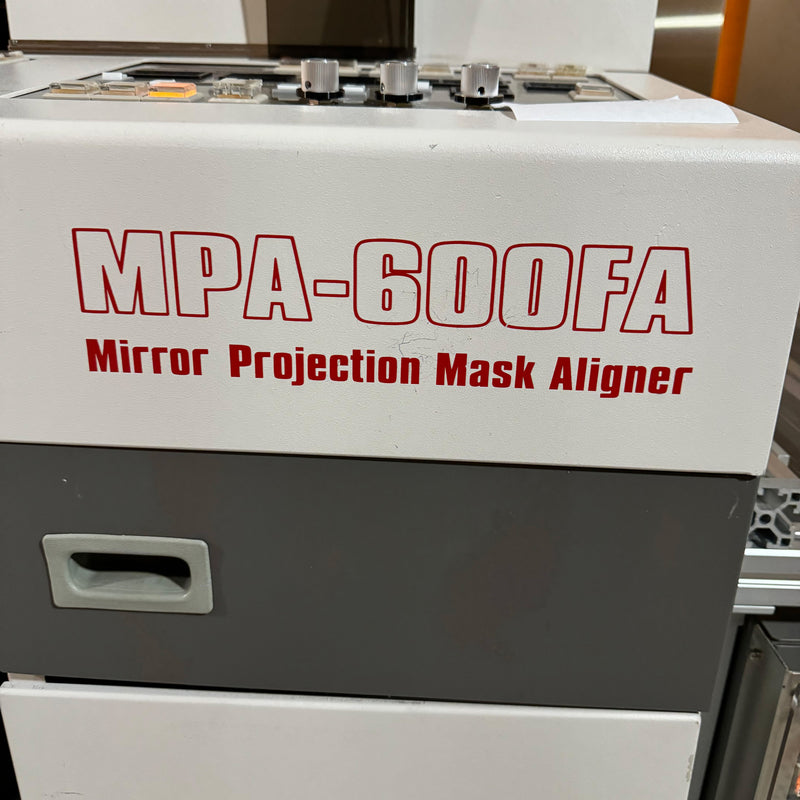 MPA-600FA
Mirror Projection Mask Aligner